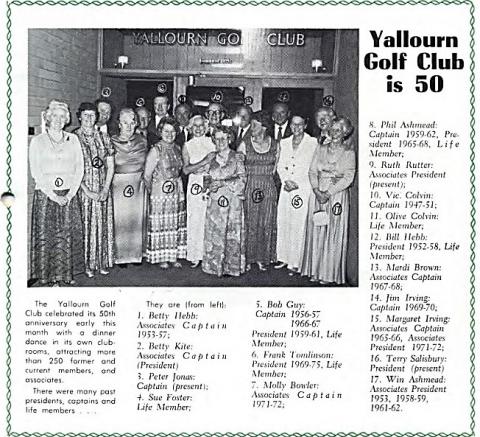 YALLOURN GOLF CLUB
Yallourn
Golf Club
is 50
The Yallourn Golf
Club celebrated its 50th
anniversary early this
month with a dinner
dance in its own club-
rooms, attracting more
than 250 former and
current members, and
associates.
There were many past
presidents, captains and
life members . . .
They are (from left):
1. Betty Hebb:
Associates Captain
1953-57;
2. Betty Kite:
Associates Captain
(President)
3. Peter Jonas:
Captain (present);
4. Sue Foster:
Life Member;
5. Bob Guy:
Captain 1956-57
1966-67
President 1959-61, Life
Member;
6. Frank Tomlinson:
President 1969-75, Life
Member;
7. Molly Bowler:
Associates Captain
1971-72;
8. Phil Ashmead:
Captain 1959-62, Pre-
sident 1965-68, Life
Member;
9. Ruth Rutter:
Associates President
(present);
10. Vic. Colvin:
Captain 1947-51;
11. Olive Colvin:
Life Member;
12. Bill Hebb:
President 1952-58, Life
Member;
13. Mardi Brown:
Associates Captain
1967-68;
14. Jim Irving:
Captain 1969-70;
15. Margaret Irving:
Associates Captain
1965-66, Associates
President 1971-72;
16. Terry Salisbury:
President (present)
17. Win Ashmead:
Associates President
1953, 1958-59,
1961-62.